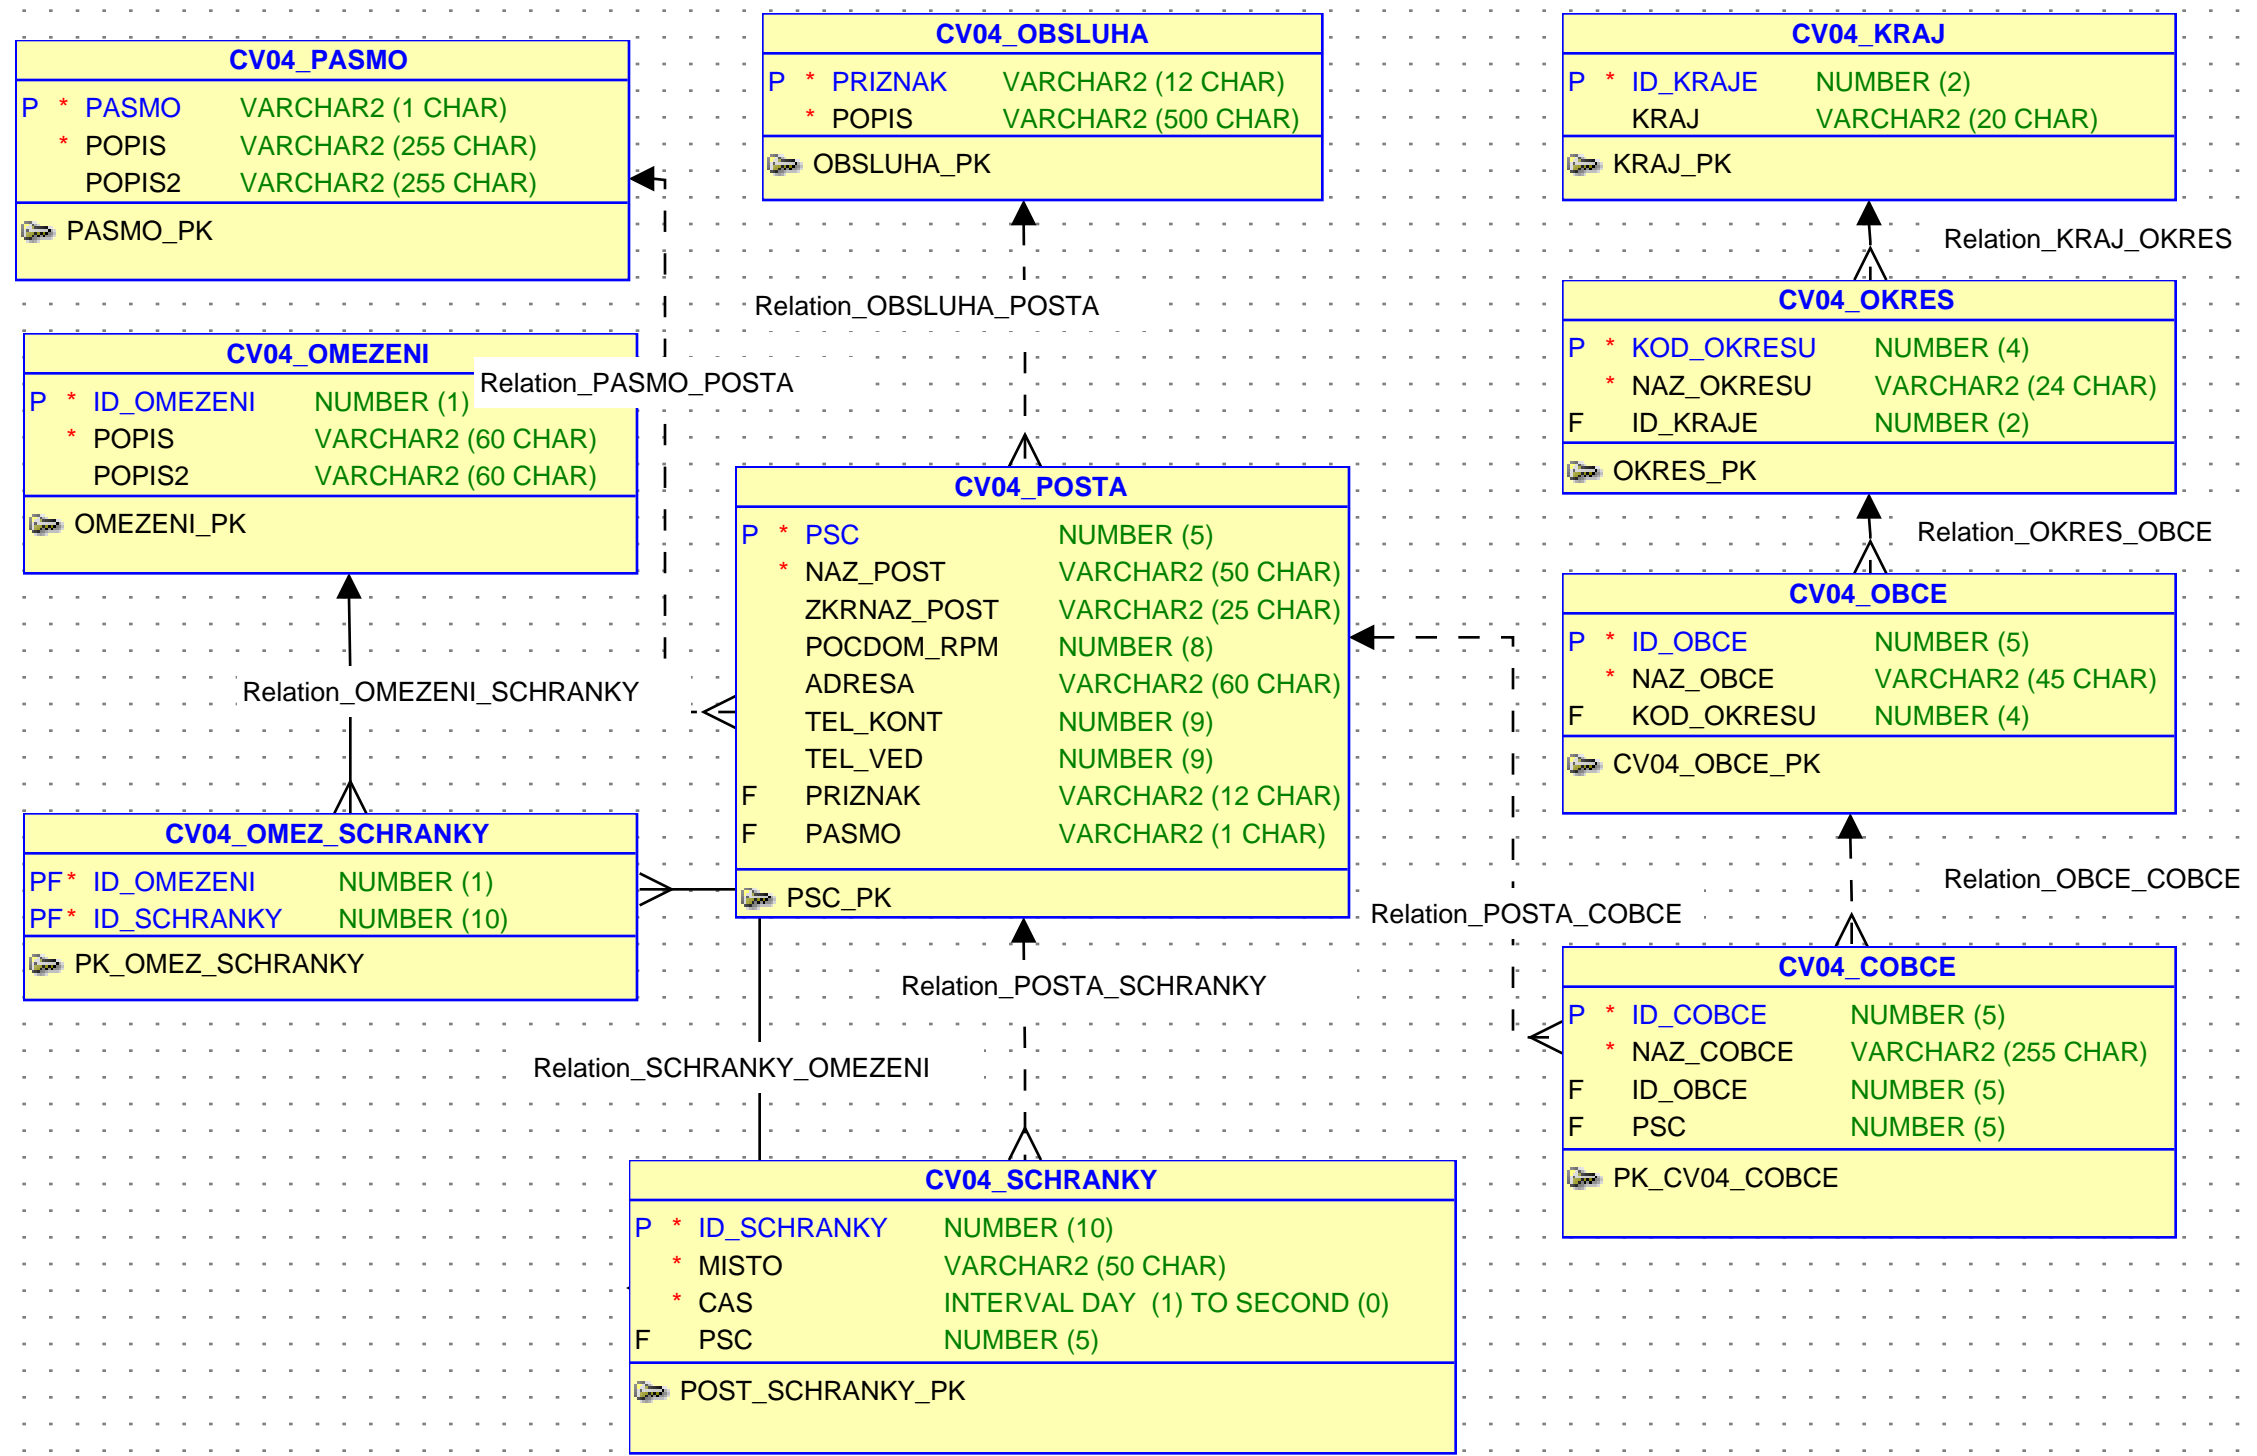 CV04_PASMO
P * PASMO VARCHAR2 (1 CHAR)
* POPIS VARCHAR2 (255 CHAR)
POPIS2 VARCHAR2 (255 CHAR)
PASMO_PK
CV04_OBSLUHA
P * PRIZNAK VARCHAR2 (12 CHAR)
* POPIS VARCHAR2 (500 CHAR)
OBSLUHA_PK
CV04_KRAJ
P * ID_KRAJE NUMBER (2)
KRAJ VARCHAR2 (20 CHAR)
KRAJ_PK
Relation_KRAJ_OKRES
Relation_OBSLUHA_POSTA
CV04_OKRES
P * KOD_OKRESU NUMBER (4)
* NAZ_OKRESU VARCHAR2 (24 CHAR)
F ID_KRAJE NUMBER (2)
OKRES_PK
CV04_OMEZENI
P * ID_OMEZENI NUMBER (1)
* POPIS VARCHAR2 (60 CHAR)
POPIS2 VARCHAR2 (60 CHAR)
OMEZENI_PK
Relation_PASMO_POSTA
CV04_POSTA
P * PSC NUMBER (5)
* NAZ_POST VARCHAR2 (50 CHAR)
ZKRNAZ_POST VARCHAR2 (25 CHAR)
POCDOM_RPM NUMBER (8)
ADRESA VARCHAR2 (60 CHAR)
TEL_KONT NUMBER (9)
TEL_VED NUMBER (9)
F PRIZNAK VARCHAR2 (12 CHAR)
F PASMO VARCHAR2 (1 CHAR)
PSC_PK
Relation_OKRES_OBCE
CV04_OBCE
P * ID_OBCE NUMBER (5)
* NAZ_OBCE VARCHAR2 (45 CHAR)
F KOD_OKRESU NUMBER (4)
CV04_OBCE_PK
Relation_OMEZENI_SCHRANKY
CV04_OMEZ_SCHRANKY
PF* ID_OMEZENI NUMBER (1)
PF* ID_SCHRANKY NUMBER (10)
PK_OMEZ_SCHRANKY
Relation_OBCE_COBCE
Relation_POSTA_COBCE
CV04_COBCE
P * ID_COBCE NUMBER (5)
* NAZ_COBCE VARCHAR2 (255 CHAR)
F ID_OBCE NUMBER (5)
F PSC NUMBER (5)
PK_CV04_COBCE
Relation_POSTA_SCHRANKY
Relation_SCHRANKY_OMEZENI
CV04_SCHRANKY
P * ID_SCHRANKY NUMBER (10)
* MISTO VARCHAR2 (50 CHAR)
* CAS INTERVAL DAY (1) TO SECOND (0)
F PSC NUMBER (5)
POST_SCHRANKY_PK